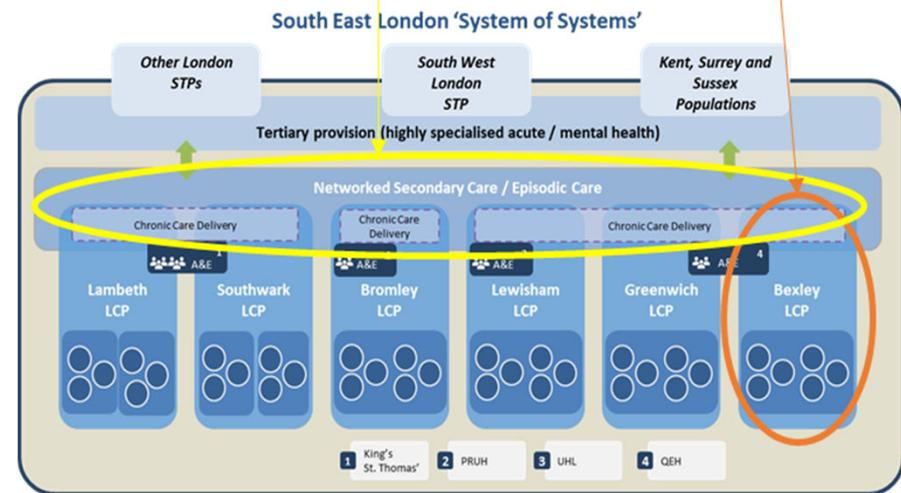 South East London ‘System of Systems’
Other London
STPs
South West
London
STP
Kent, Surrey and
Sussex
Populations
Tertiary provision (highly specialised acute / mental health)
Networked Secondary Care / Episodic Care
Chronic Care Delivery
Chronic Care
Delivery
Chronic Care Delivery
1
A&E
A&E
A&E
4
A&E
Lambeth
LCP
Southwark
LCP
Bromley
LCP
Lewisham
LCP
Greenwich
LCP
Bexley
LCP
1
King's
St. Thomas'
2
PRUH
3
UHL
4
QEH